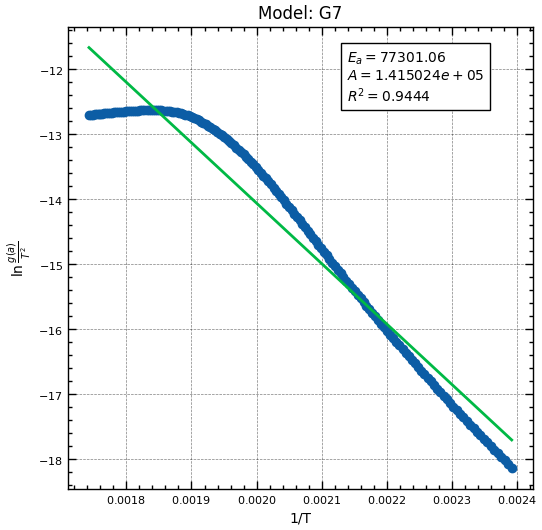 Model: G7
E_a = 77301.06
A = 1.415024e + 05
R^2 = 0.9444
−12
−13
−14
−15
−16
−17
−18
ln g(a)/T^2
0.0018 0.0019 0.0020 0.0021 0.0022 0.0023 0.0024
1/T